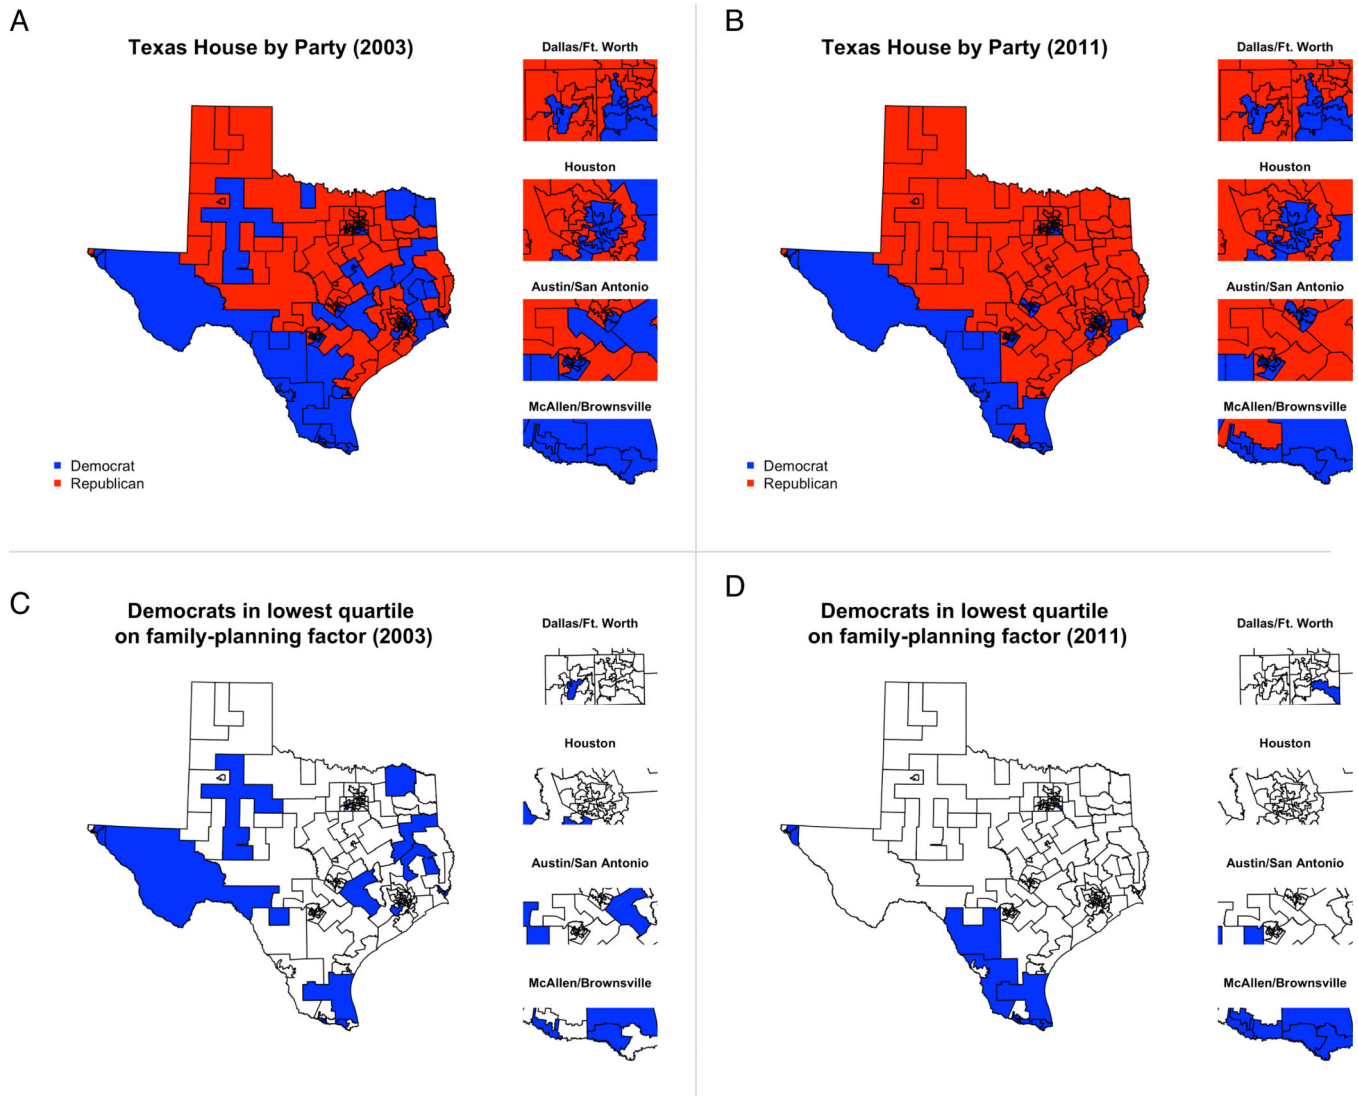 A
Texas House by Party (2003)
Dallas/Ft. Worth
Houston
Austin/San Antonio
McAllen/Brownsville
Democrat
Republican
B
Texas House by Party (2011)
Dallas/Ft. Worth
Houston
Austin/San Antonio
McAllen/Brownsville
Democrat
Republican
C
Democrats in lowest quartile
on family-planning factor (2003)
Dallas/Ft. Worth
Houston
Austin/San Antonio
McAllen/Brownsville
D
Democrats in lowest quartile
on family-planning factor (2011)
Dallas/Ft. Worth
Houston
Austin/San Antonio
McAllen/Brownsville